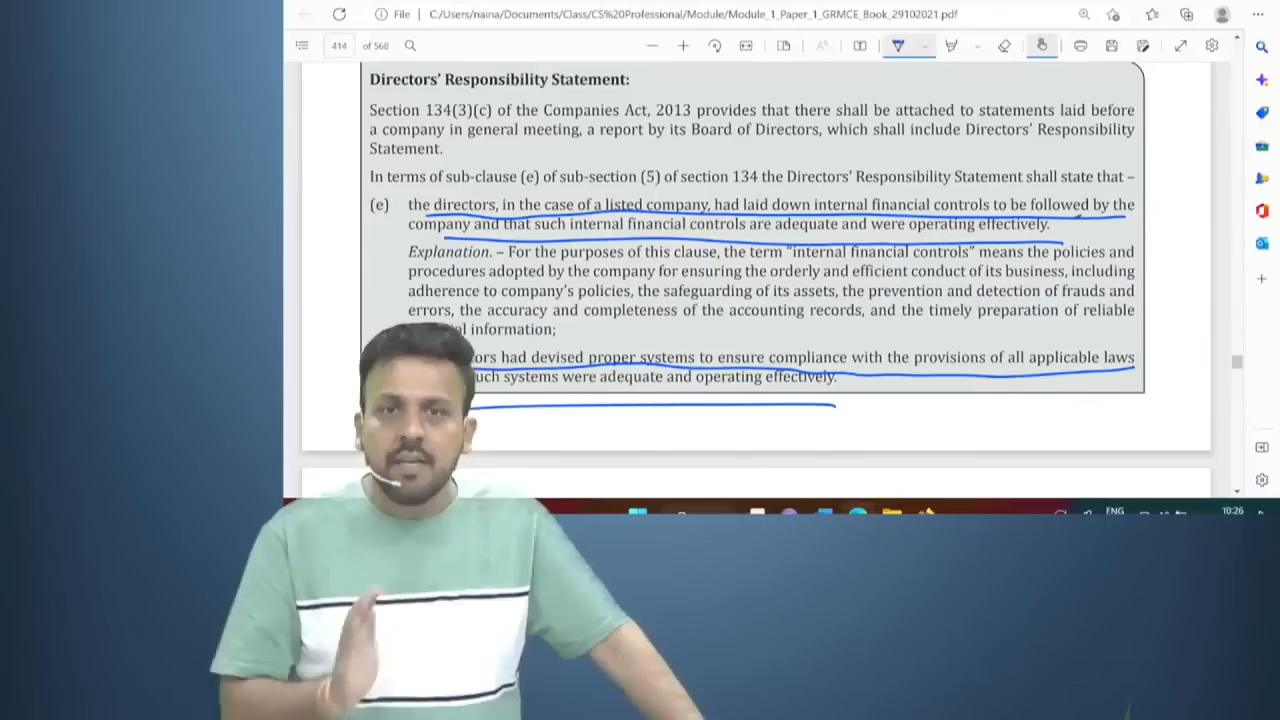 File
C:/Users/naina/Documents/Class/CS%20Professional/Module/Module_1_Paper_1_GRMCE_Book_29102021.pdf
414 of 568
Directors' Responsibility Statement:
Section 134(3)(c) of the Companies Act, 2013 provides that there shall be attached to statements laid before
a company in general meeting, a report by its Board of Directors, which shall include Directors' Responsibility
Statement.
In terms of sub-clause (e) of sub-section (5) of section 134 the Directors' Responsibility Statement shall state that –
(e) the directors, in the case of a listed company, had laid down internal financial controls to be followed by the
company and that such internal financial controls are adequate and were operating effectively.
Explanation. – For the purposes of this clause, the term "internal financial controls" means the policies and
procedures adopted by the company for ensuring the orderly and efficient conduct of its business, including
adherence to company's policies, the safeguarding of its assets, the prevention and detection of frauds and
errors, the accuracy and completeness of the accounting records, and the timely preparation of reliable
information;
had devised proper systems to ensure compliance with the provisions of all applicable laws
systems were adequate and operating effectively.
ENG
10:26